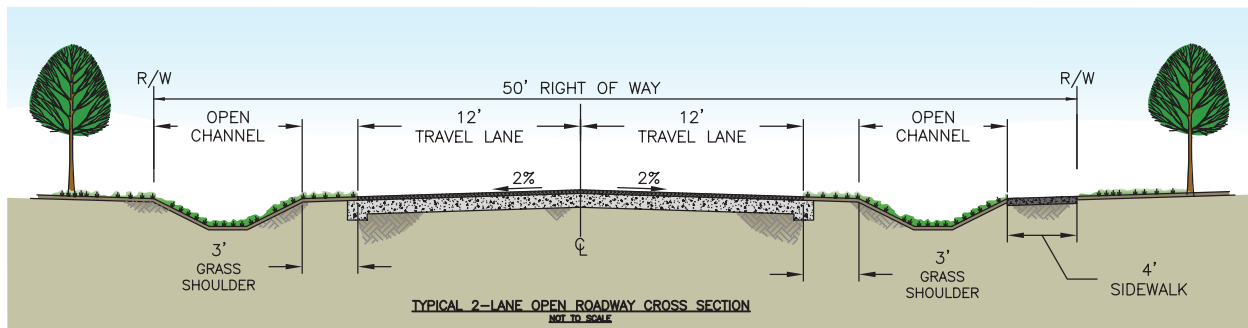 R/W
R/W
50' RIGHT OF WAY
OPEN
CHANNEL
12'
TRAVEL LANE
12'
TRAVEL LANE
OPEN
CHANNEL
2%
2%
3'
GRASS
SHOULDER
℄
3'
GRASS
SHOULDER
4'
SIDEWALK
TYPICAL 2-LANE OPEN ROADWAY CROSS SECTION
NOT TO SCALE